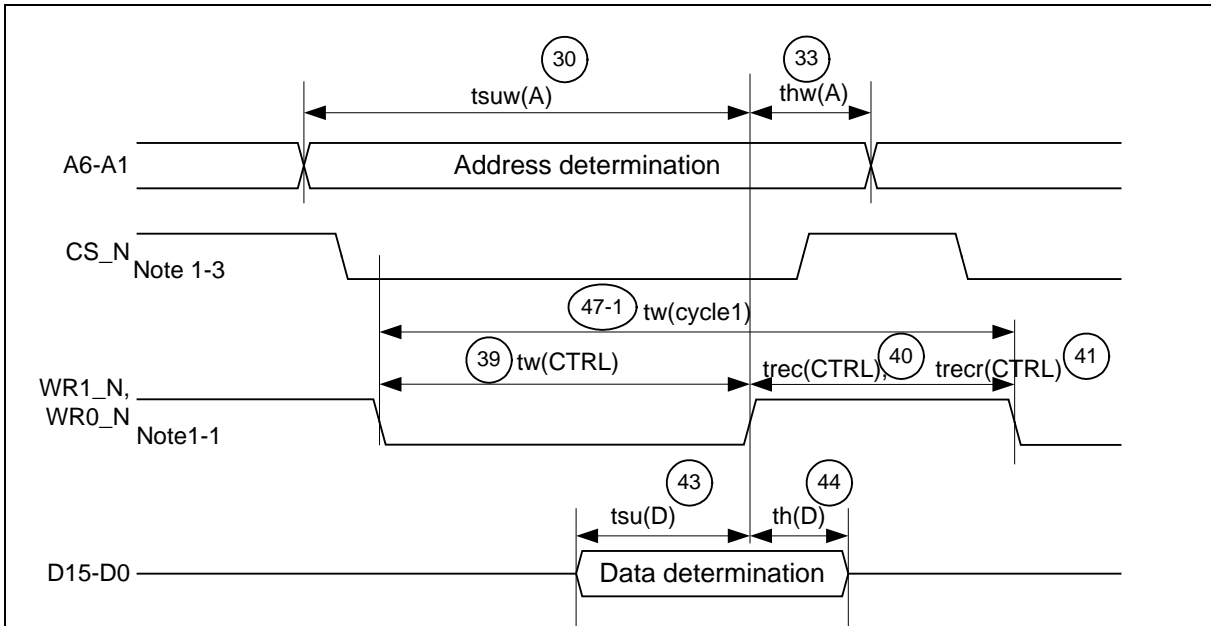 30
33
tsuw(A)
thw(A)
A6-A1
Address determination
CS_N
Note 1-3
47-1
tw(cycle1)
39
tw(CTRL)
trec(CTRL),
40
trecr(CTRL)
41
WR1_N,
WR0_N
Note1-1
43
44
tsu(D)
th(D)
D15-D0
Data determination